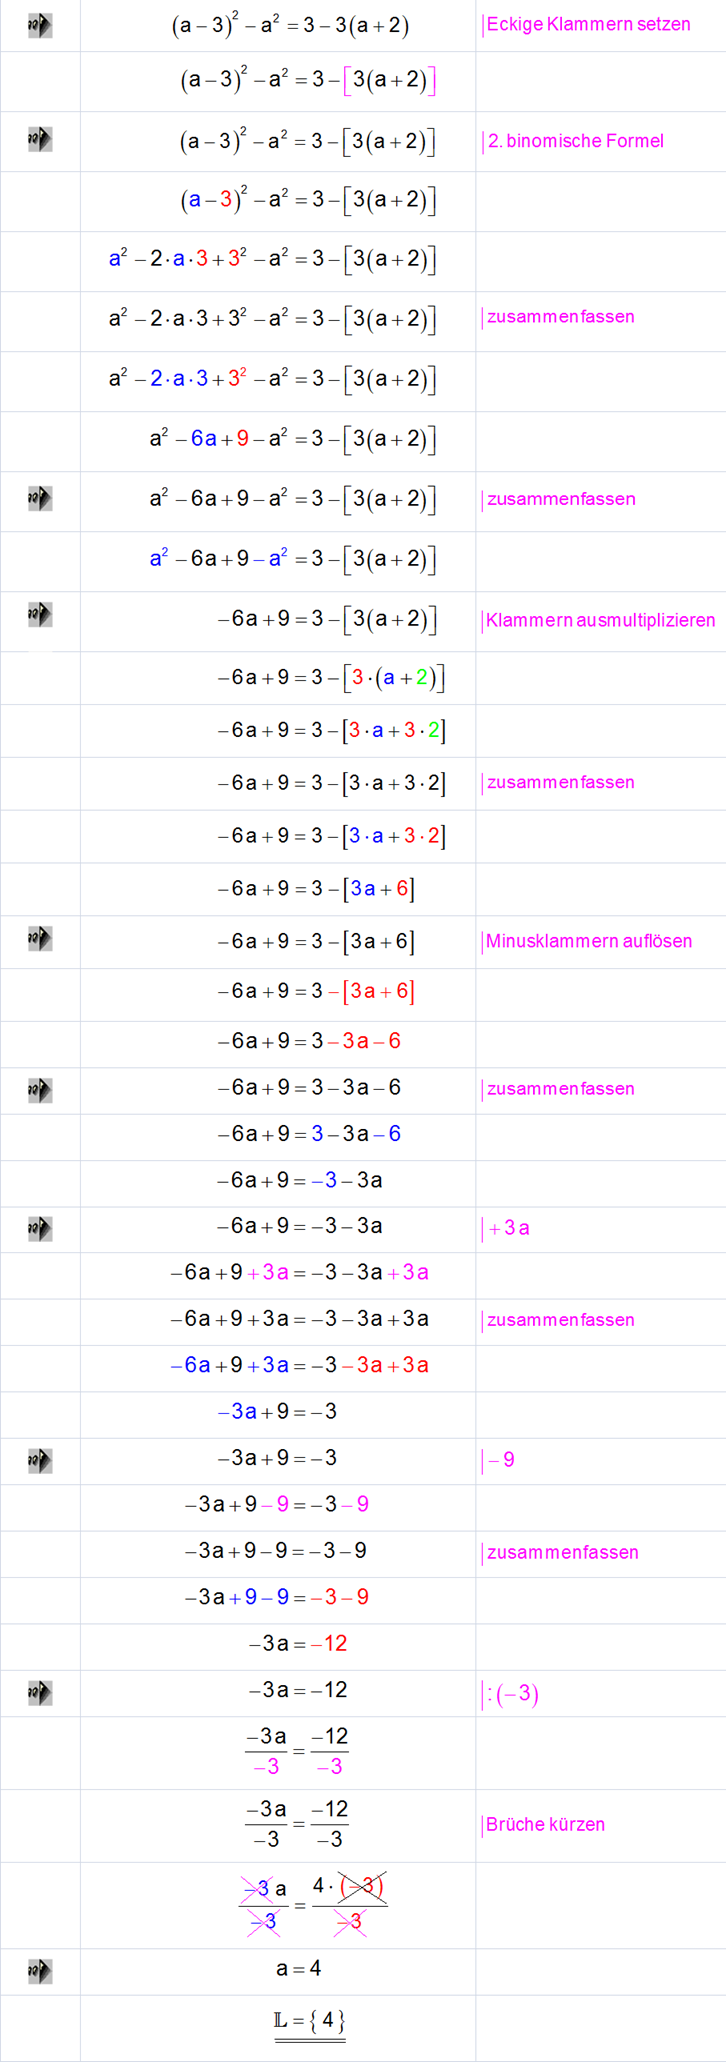 (a − 3)² − a² = 3 − 3(a + 2) |Eckige Klammern setzen
(a − 3)² − a² = 3 − [3(a + 2)]
(a − 3)² − a² = 3 − [3(a + 2)] |2. binomische Formel
(a − 3)² − a² = 3 − [3(a + 2)]
a² − 2·a·3 + 3² − a² = 3 − [3(a + 2)]
a² − 2·a·3 + 3² − a² = 3 − [3(a + 2)] |zusammenfassen
a² − 2·a·3 + 3² − a² = 3 − [3(a + 2)]
a² − 6a + 9 − a² = 3 − [3(a + 2)]
a² − 6a + 9 − a² = 3 − [3(a + 2)] |zusammenfassen
a² − 6a + 9 − a² = 3 − [3(a + 2)]
−6a + 9 = 3 − [3(a + 2)] |Klammern ausmultiplizieren
−6a + 9 = 3 − [3·(a + 2)]
−6a + 9 = 3 − [3·a + 3·2]
−6a + 9 = 3 − [3·a + 3·2] |zusammenfassen
−6a + 9 = 3 − [3·a + 3·2]
−6a + 9 = 3 − [3a + 6]
−6a + 9 = 3 − [3a + 6] |Minusklammern auflösen
−6a + 9 = 3 − [3a + 6]
−6a + 9 = 3 − 3a − 6
−6a + 9 = 3 − 3a − 6 |zusammenfassen
−6a + 9 = 3 − 3a − 6
−6a + 9 = −3 − 3a
−6a + 9 = −3 − 3a |+ 3a
−6a + 9 + 3a = −3 − 3a + 3a
−6a + 9 + 3a = −3 − 3a + 3a |zusammenfassen
−6a + 9 + 3a = −3 − 3a + 3a
−3a + 9 = −3
−3a + 9 = −3 |− 9
−3a + 9 − 9 = −3 − 9
−3a + 9 − 9 = −3 − 9 |zusammenfassen
−3a + 9 − 9 = −3 − 9
−3a = −12
−3a = −12 |:(−3)
−3a/−3 = −12/−3
−3a/−3 = −12/−3 |Brüche kürzen
−3a/−3 = 4·(−3)/−3
a = 4
𝕃 = {4}